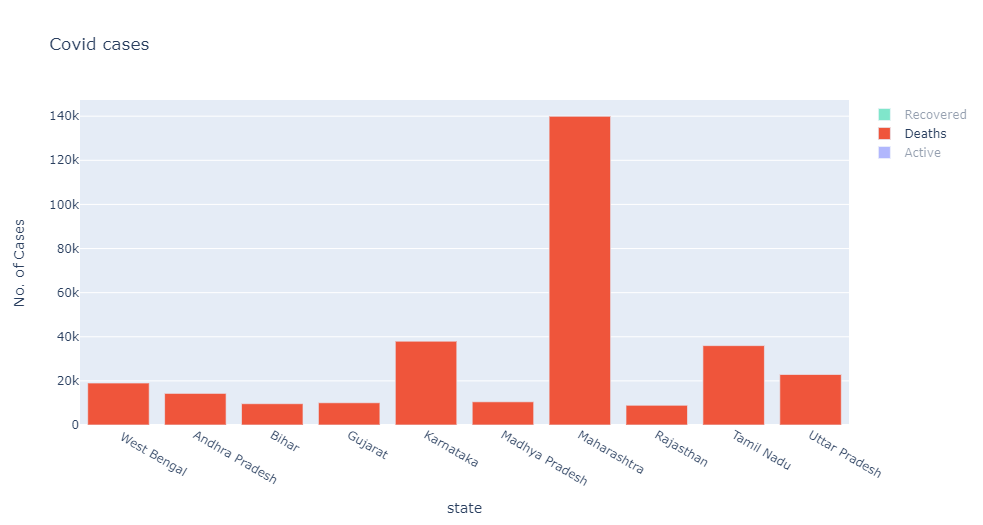 Covid cases
140k
120k
100k
80k
60k
40k
20k
0
No. of Cases
West Bengal
Andhra Pradesh
Bihar
Gujarat
Karnataka
Madhya Pradesh
Maharashtra
Rajasthan
Tamil Nadu
Uttar Pradesh
state
Recovered
Deaths
Active